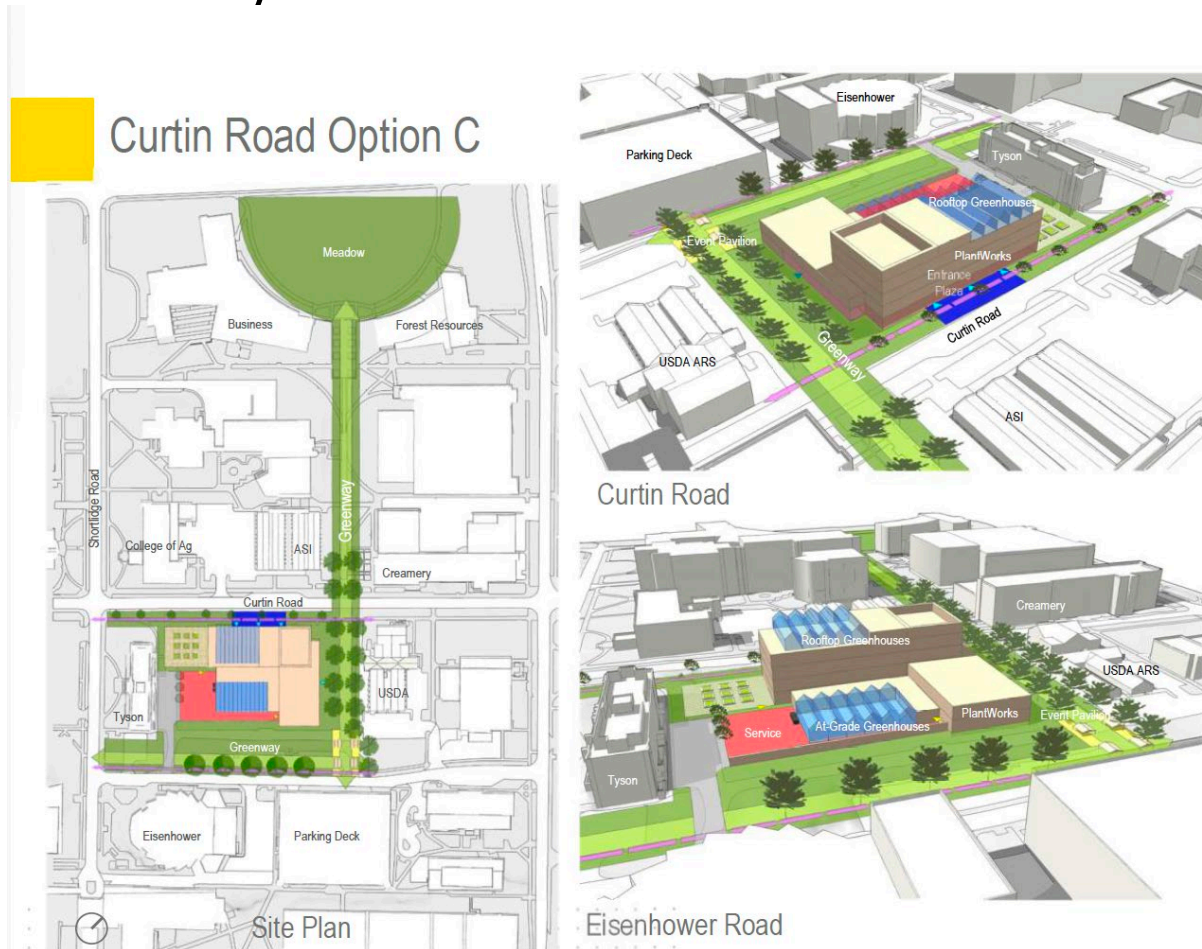 Curtin Road Option C
Meadow
Business
Forest Resources
Shortlidge Road
Greenway
College of Ag
ASI
Creamery
Curtin Road
Tyson
USDA
Greenway
Eisenhower
Parking Deck
Site Plan
Eisenhower
Parking Deck
Tyson
Rooftop Greenhouses
Event Pavilion
PlantWorks
Entrance
Plaza
Curtin Road
Greenway
USDA ARS
ASI
Curtin Road
Creamery
Rooftop Greenhouses
USDA ARS
PlantWorks
Event Pavilion
At-Grade Greenhouses
Service
Tyson
Eisenhower Road